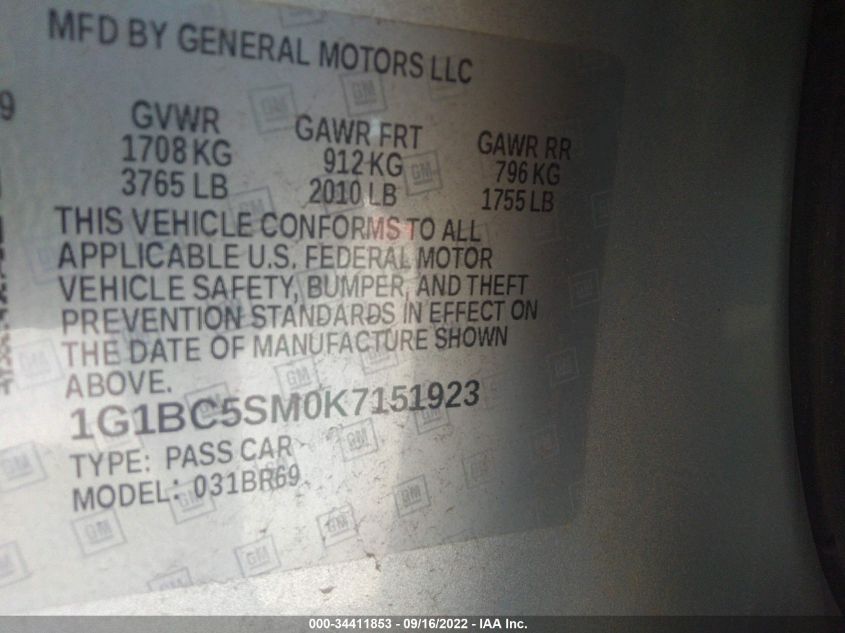 MFD BY GENERAL MOTORS LLC
9
GVWR GAWR FRT GAWR RR
1708 KG 912 KG 796 KG
3765 LB 2010 LB 1755 LB
THIS VEHICLE CONFORMS TO ALL
APPLICABLE U.S. FEDERAL MOTOR
VEHICLE SAFETY, BUMPER, AND THEFT
PREVENTION STANDARDS IN EFFECT ON
THE DATE OF MANUFACTURE SHOWN
ABOVE.
1G1BC5SM0K7151923
TYPE: PASS CAR
MODEL: 031BR69
000-34411853 - 09/16/2022 - IAA Inc.